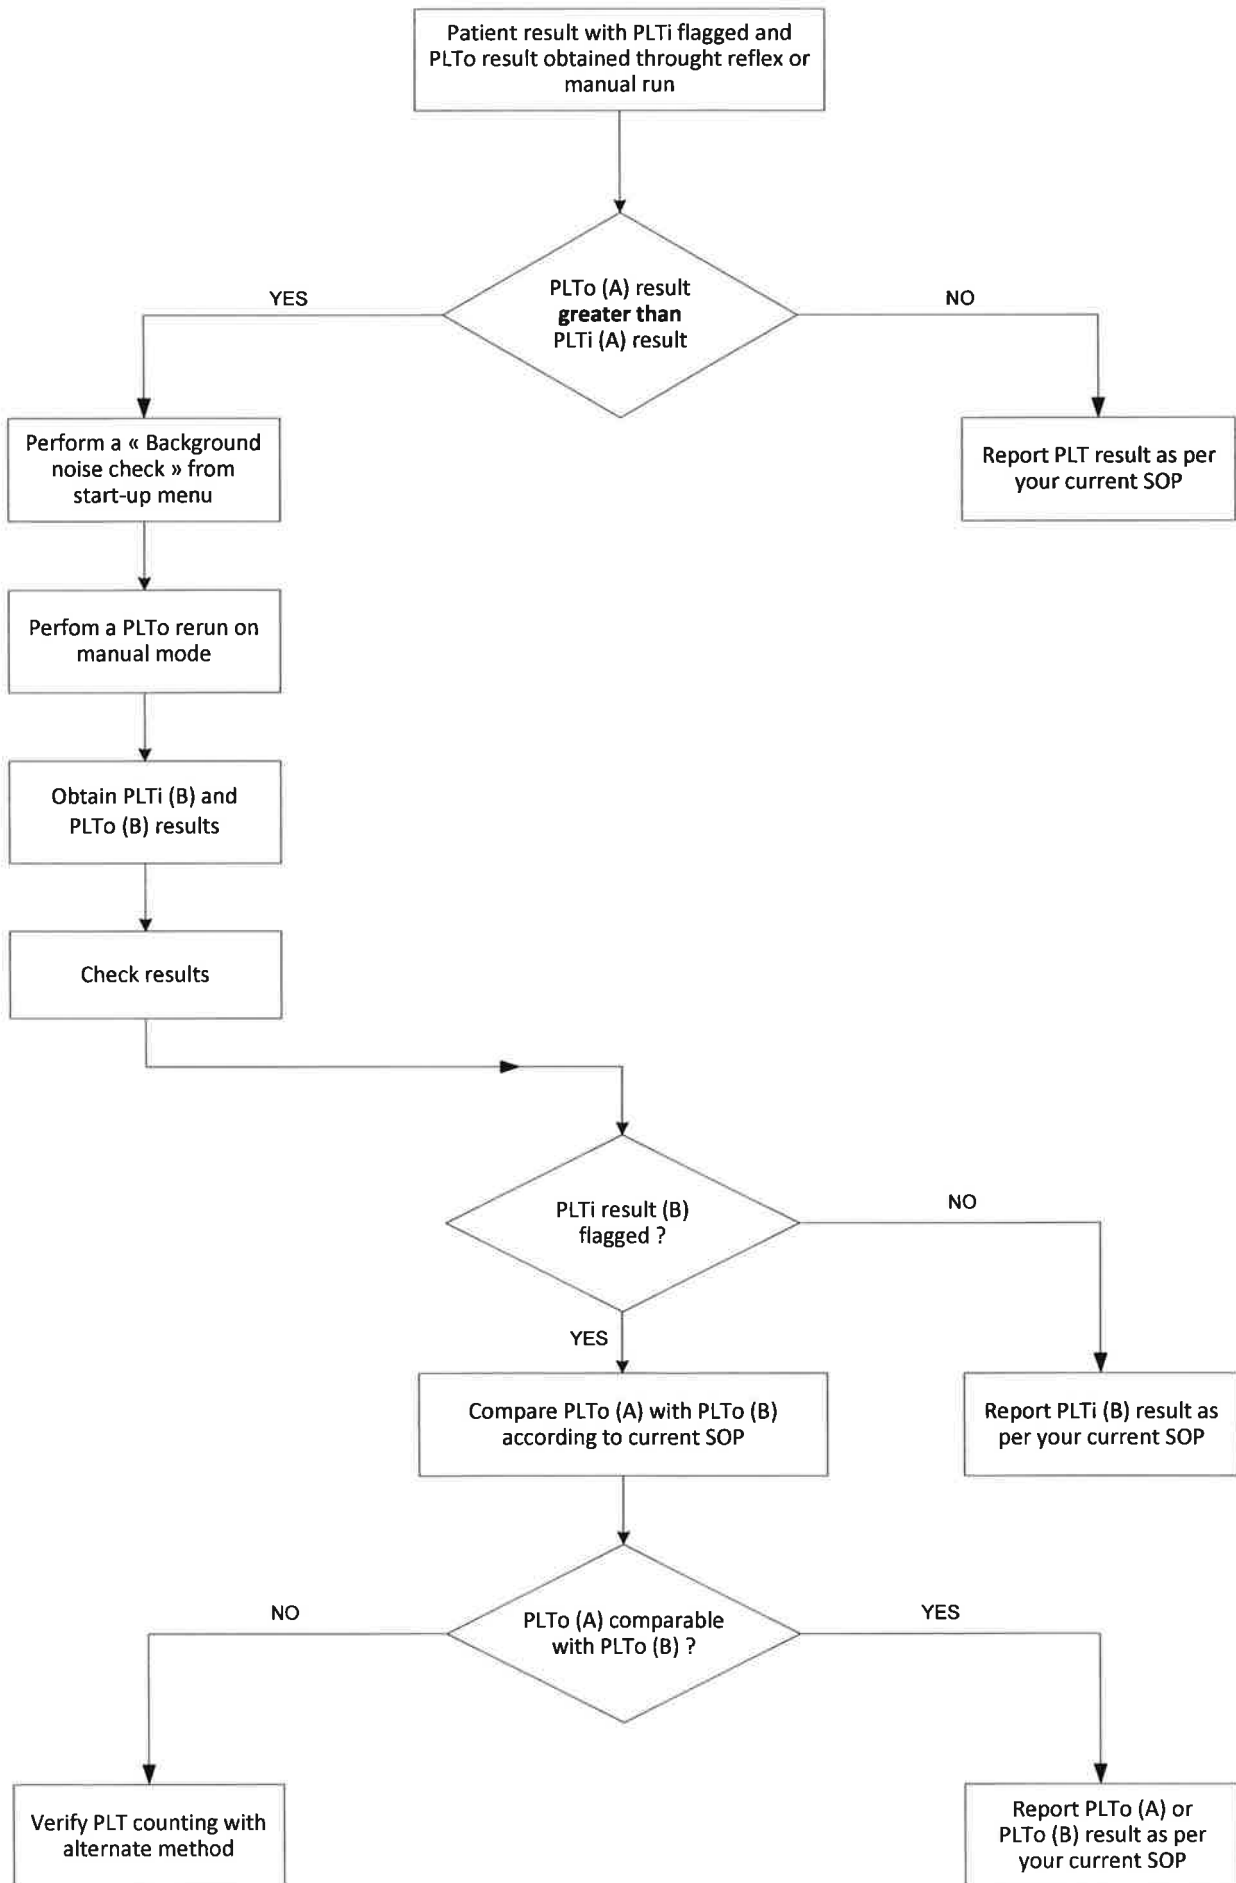 Patient result with PLTi flagged and
PLTo result obtained throught reflex or
manual run
PLTo (A) result
greater than
PLTi (A) result
YES
NO
Perform a « Background
noise check » from
start-up menu
Report PLT result as per
your current SOP
Perfom a PLTo rerun on
manual mode
Obtain PLTi (B) and
PLTo (B) results
Check results
PLTi result (B)
flagged ?
NO
YES
Compare PLTo (A) with PLTo (B)
according to current SOP
Report PLTi (B) result as
per your current SOP
PLTo (A) comparable
with PLTo (B) ?
NO
YES
Verify PLT counting with
alternate method
Report PLTo (A) or
PLTo (B) result as per
your current SOP